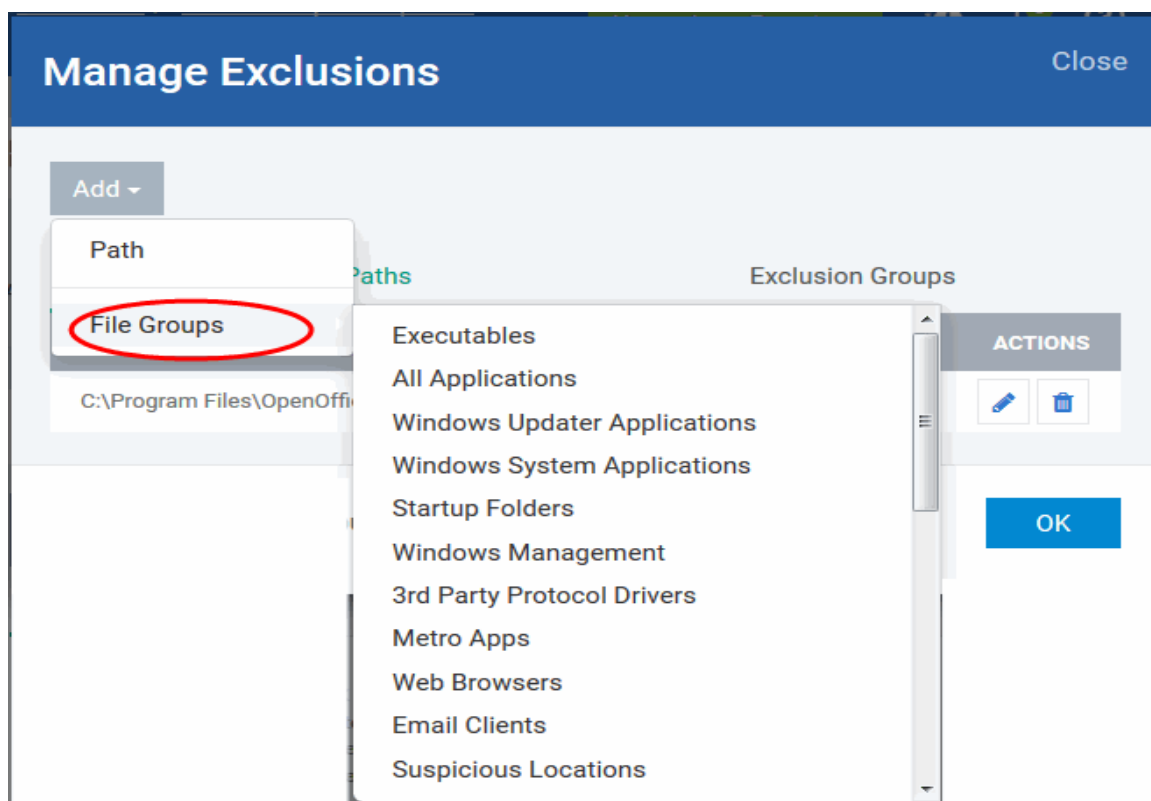 Manage Exclusions
Close
Add
Path
Paths
Exclusion Groups
File Groups
ACTIONS
C:\Program Files\OpenOffi
Executables
All Applications
Windows Updater Applications
Windows System Applications
Startup Folders
Windows Management
3rd Party Protocol Drivers
Metro Apps
Web Browsers
Email Clients
Suspicious Locations
OK